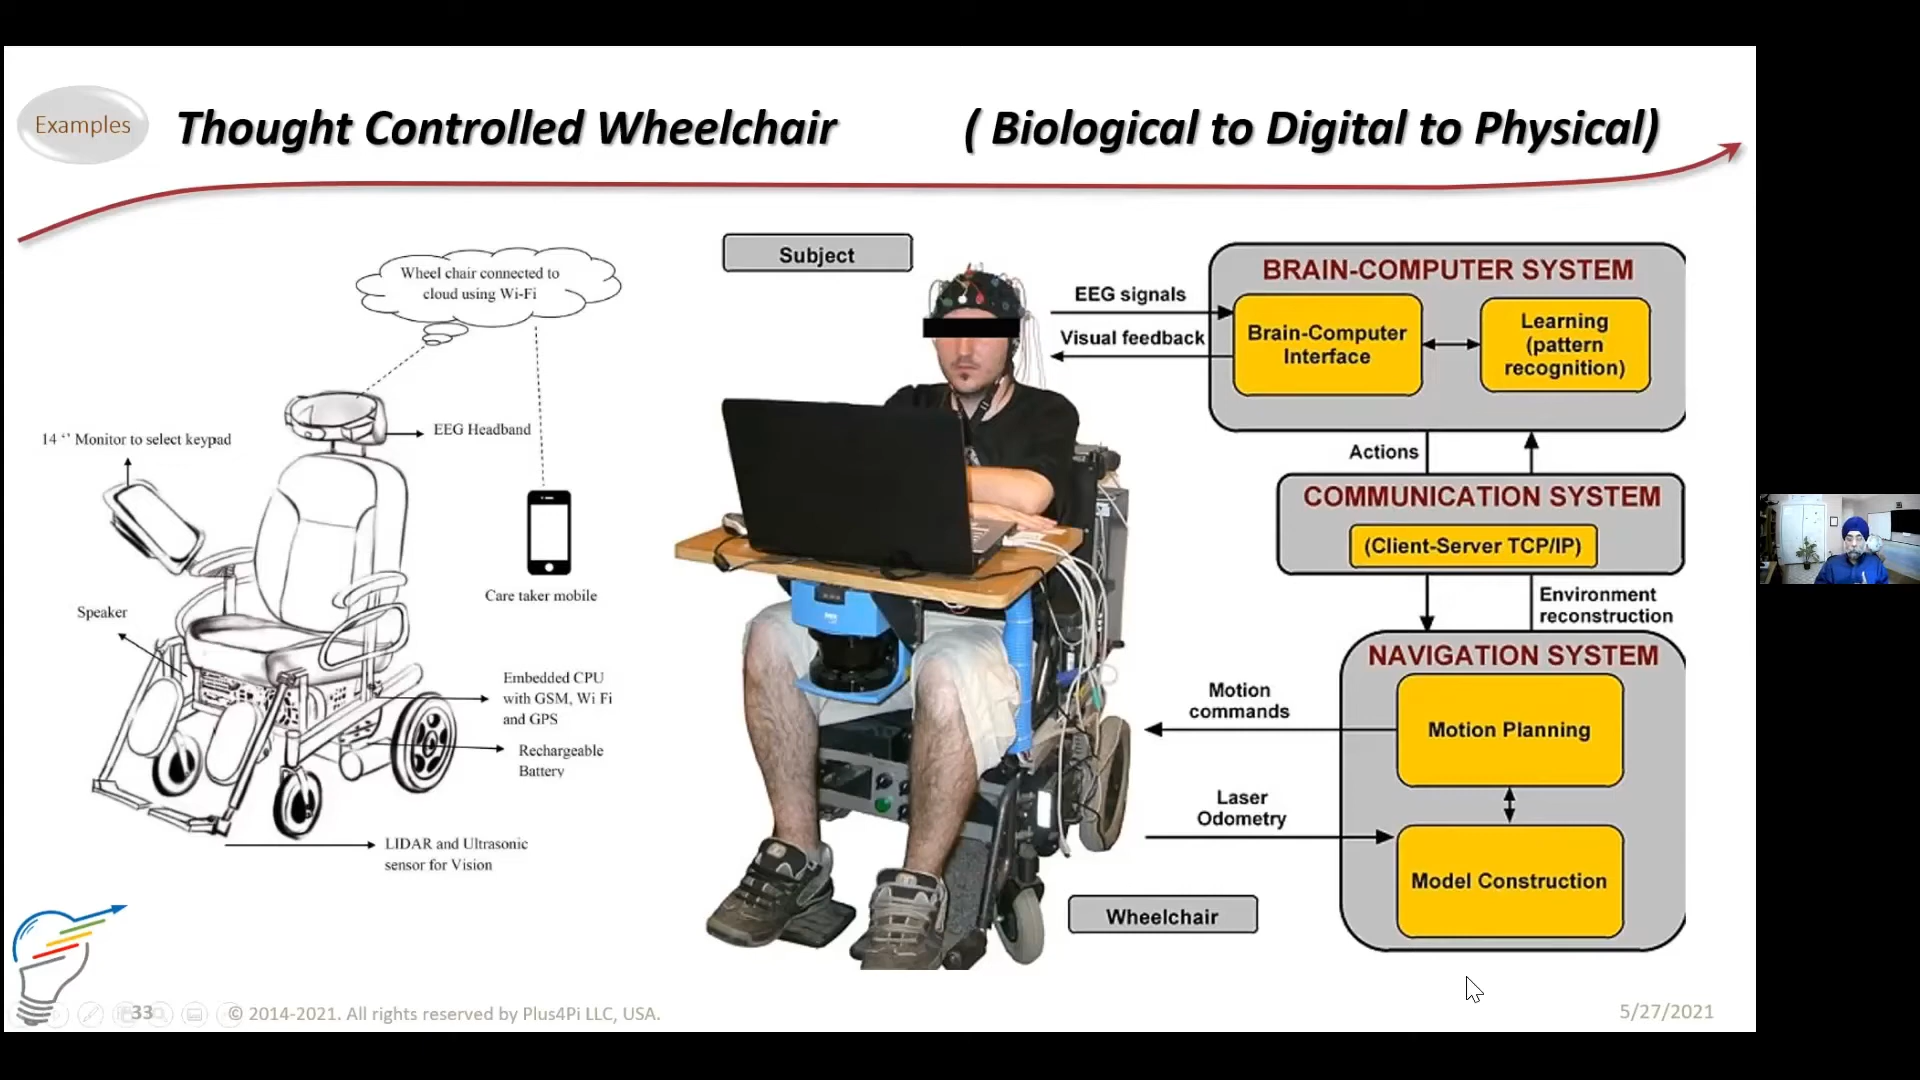 Examples
Thought Controlled Wheelchair ( Biological to Digital to Physical)
Wheel chair connected to
cloud using Wi-Fi
14 ‘’ Monitor to select keypad
EEG Headband
Speaker
Care taker mobile
Embedded CPU
with GSM, Wi Fi
and GPS
Rechargeable
Battery
LIDAR and Ultrasonic
sensor for Vision
Subject
EEG signals
Visual feedback
BRAIN-COMPUTER SYSTEM
Brain-Computer
Interface
Learning
(pattern
recognition)
Actions
COMMUNICATION SYSTEM
(Client-Server TCP/IP)
Environment
reconstruction
NAVIGATION SYSTEM
Motion
commands
Motion Planning
Laser
Odometry
Model Construction
Wheelchair
33
© 2014-2021. All rights reserved by Plus4Pi LLC, USA.
5/27/2021